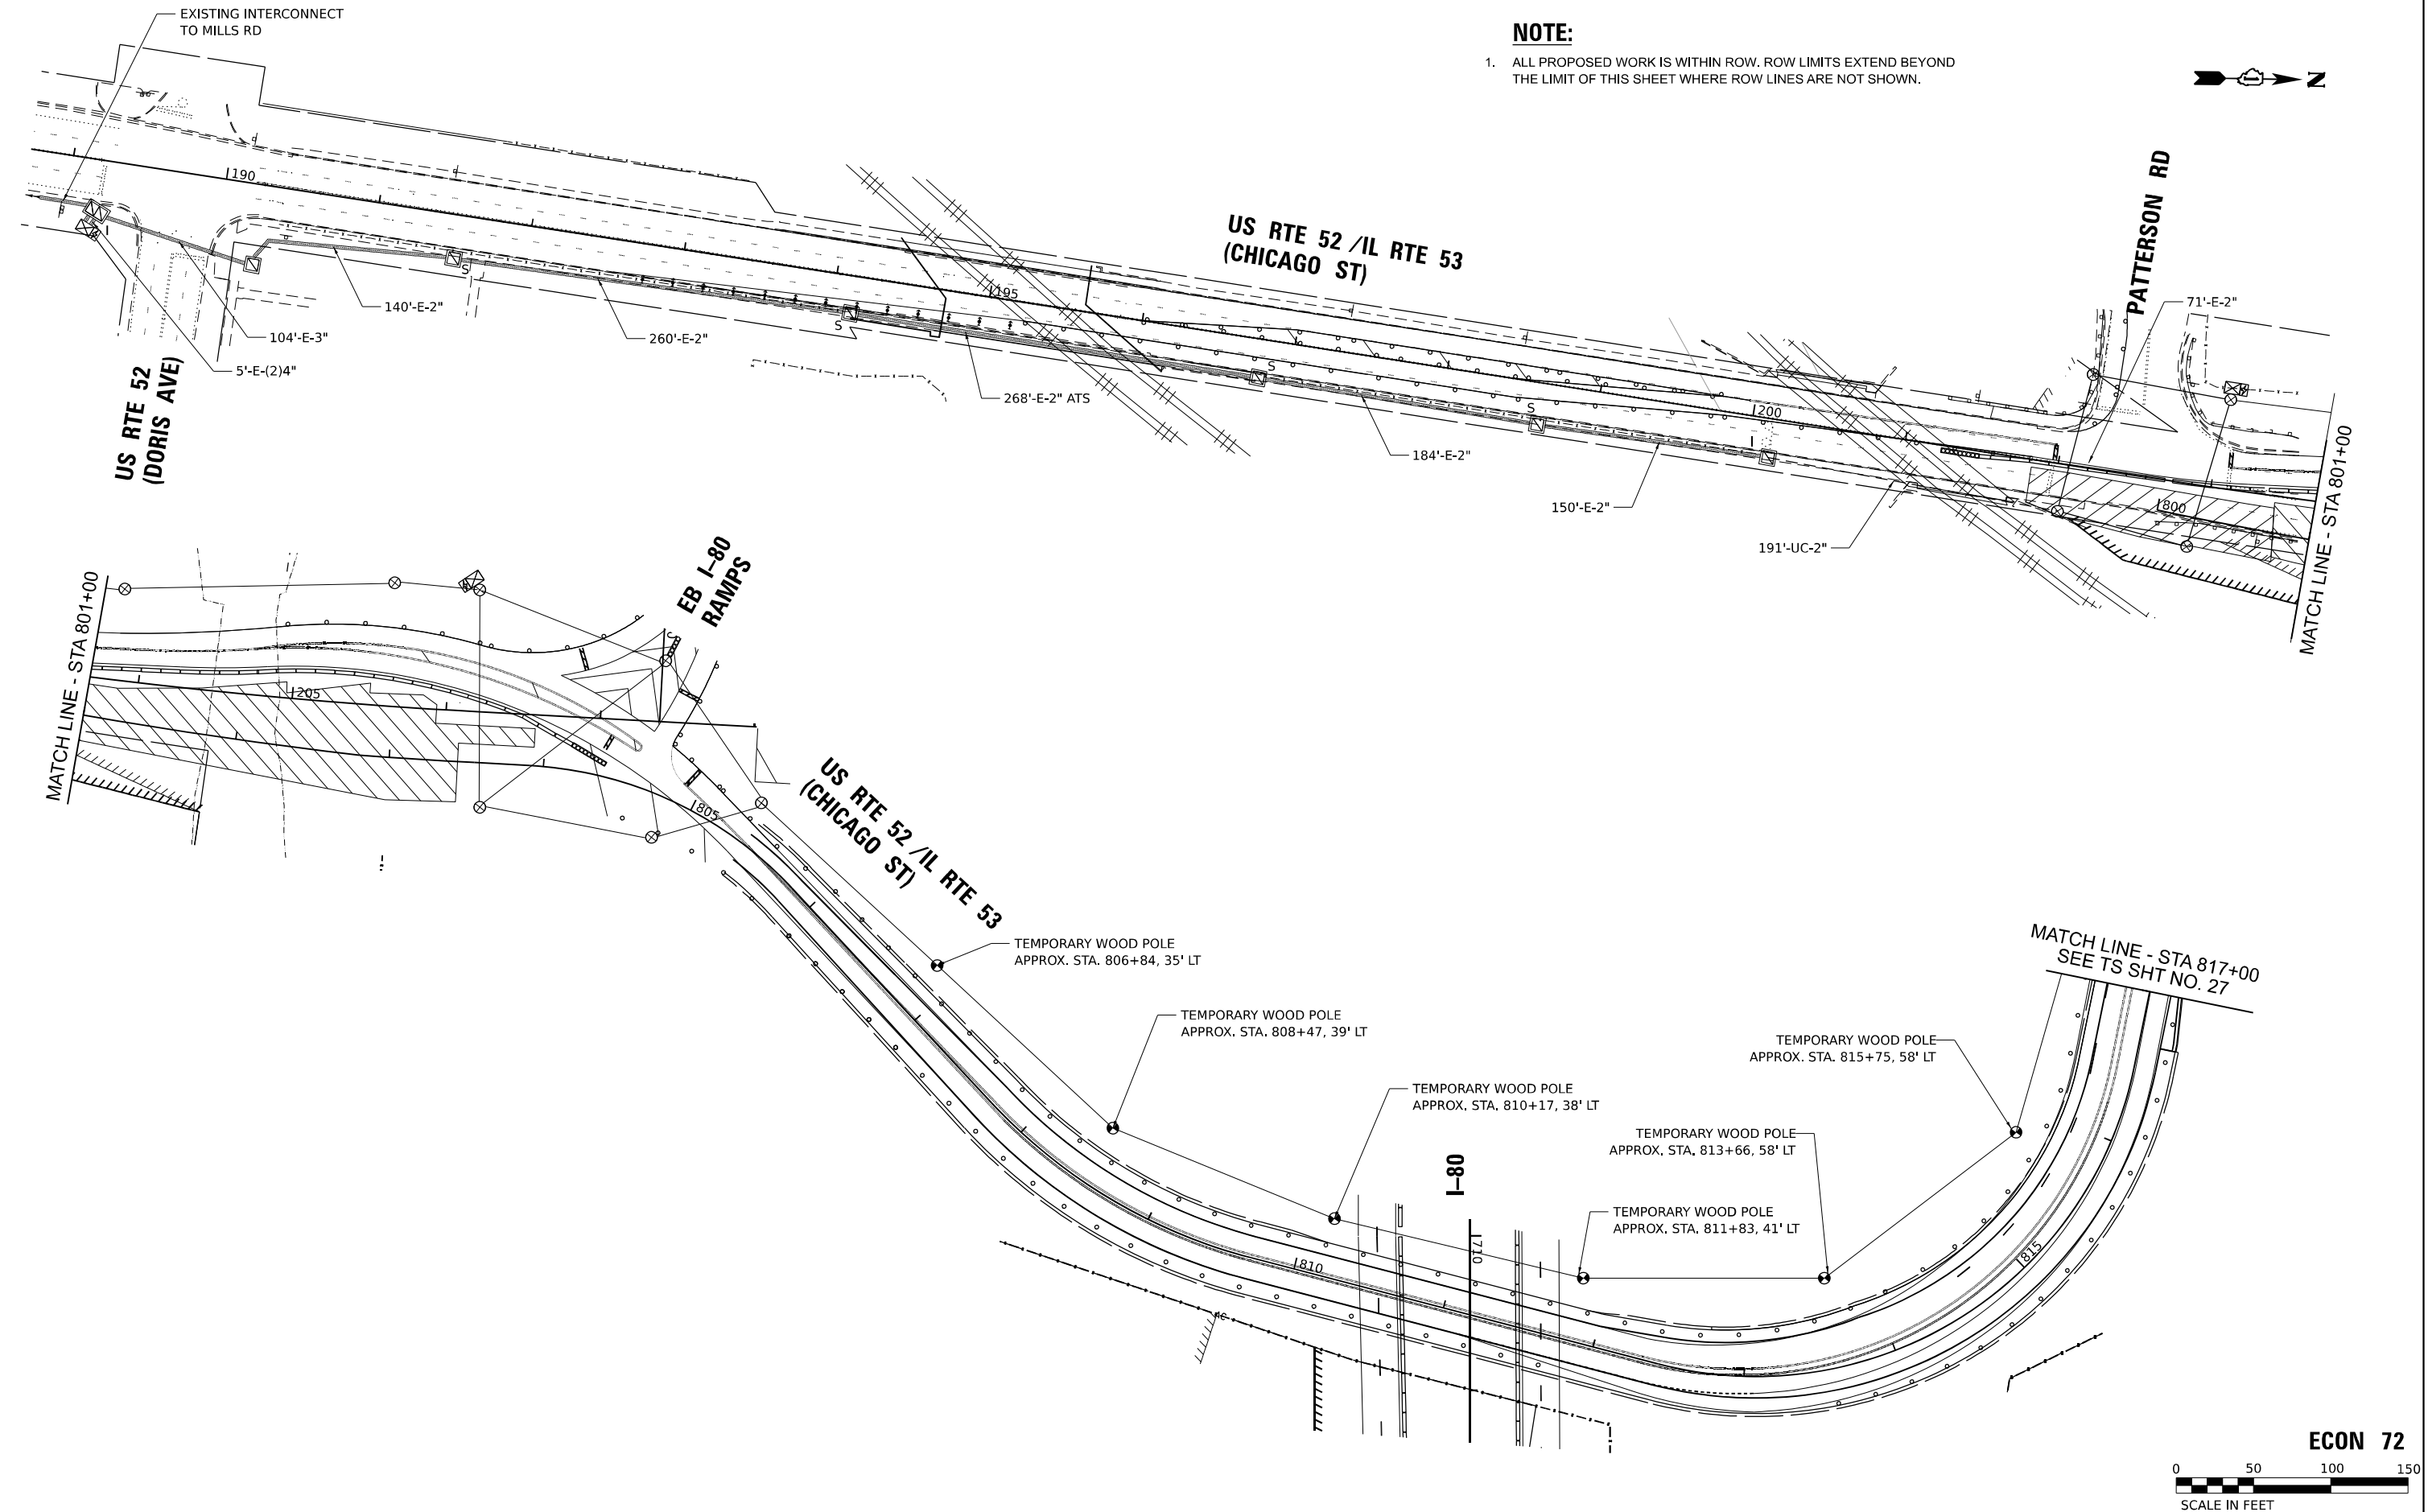 EXISTING INTERCONNECT
TO MILLS RD
NOTE:
1. ALL PROPOSED WORK IS WITHIN ROW. ROW LIMITS EXTEND BEYOND
THE LIMIT OF THIS SHEET WHERE ROW LINES ARE NOT SHOWN.
N
190
195
200
800
US RTE 52 /IL RTE 53
(CHICAGO ST)
PATTERSON RD
71'-E-2"
140'-E-2"
104'-E-3"
5'-E-(2)4"
US RTE 52
(DORIS AVE)
S
260'-E-2"
S
268'-E-2" ATS
S
184'-E-2"
S
150'-E-2"
191'-UC-2"
MATCH LINE - STA 801+00
MATCH LINE - STA 801+00
205
EB I-80
RAMPS
805
US RTE 52 /IL RTE 53
(CHICAGO ST)
TEMPORARY WOOD POLE
APPROX. STA. 806+84, 35' LT
TEMPORARY WOOD POLE
APPROX. STA. 808+47, 39' LT
TEMPORARY WOOD POLE
APPROX. STA. 810+17, 38' LT
I-80
710
810
TEMPORARY WOOD POLE
APPROX. STA. 811+83, 41' LT
TEMPORARY WOOD POLE
APPROX. STA. 813+66, 58' LT
TEMPORARY WOOD POLE
APPROX. STA. 815+75, 58' LT
815
MATCH LINE - STA 817+00
SEE TS SHT NO. 27
ECON 72
0 50 100 150
SCALE IN FEET